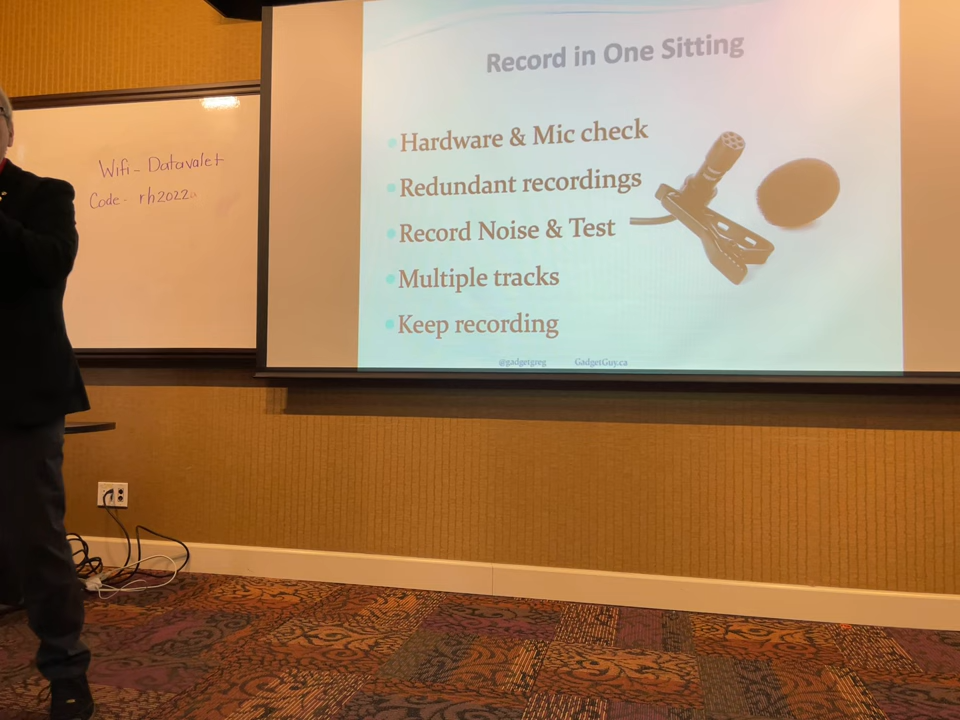 Wifi - Datavalet
Code - rh2022
Record in One Sitting
Hardware & Mic check
Redundant recordings
Record Noise & Test
Multiple tracks
Keep recording
@gadgetgreg GadgetGuy.ca